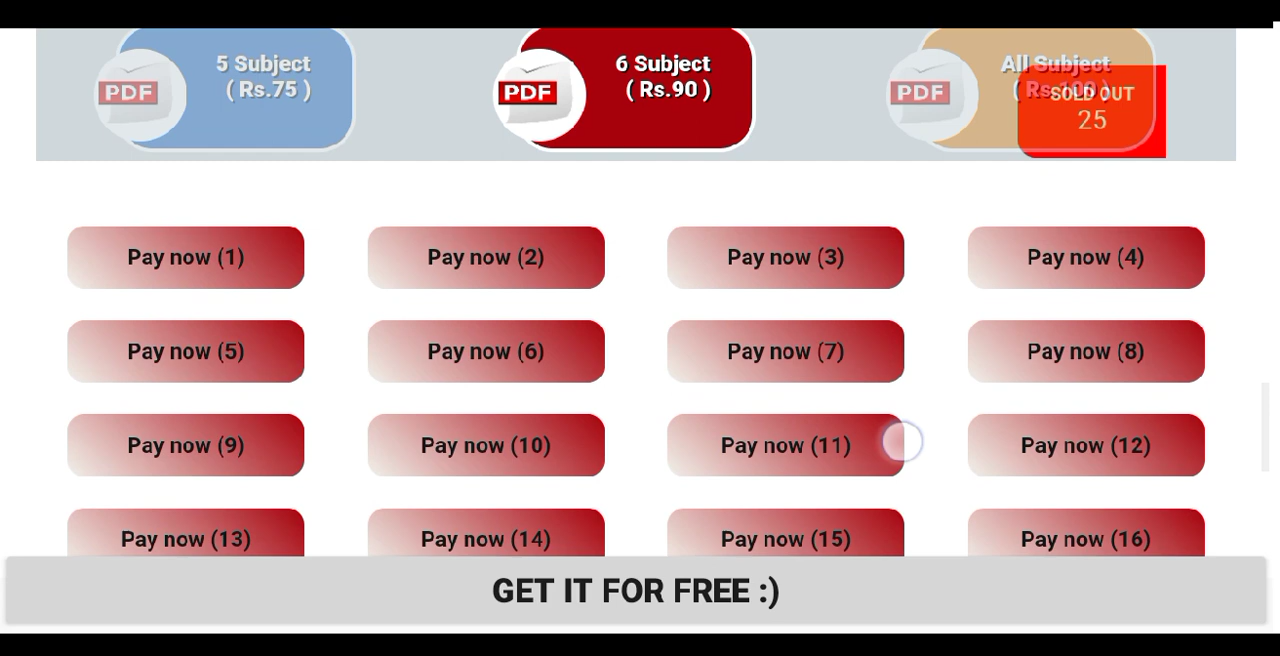 PDF
5 Subject
( Rs.75 )
PDF
6 Subject
( Rs.90 )
PDF
All Subject
( Rs.100 )
SOLD OUT
25
Pay now (1)
Pay now (2)
Pay now (3)
Pay now (4)
Pay now (5)
Pay now (6)
Pay now (7)
Pay now (8)
Pay now (9)
Pay now (10)
Pay now (11)
Pay now (12)
Pay now (13)
Pay now (14)
Pay now (15)
Pay now (16)
GET IT FOR FREE :)